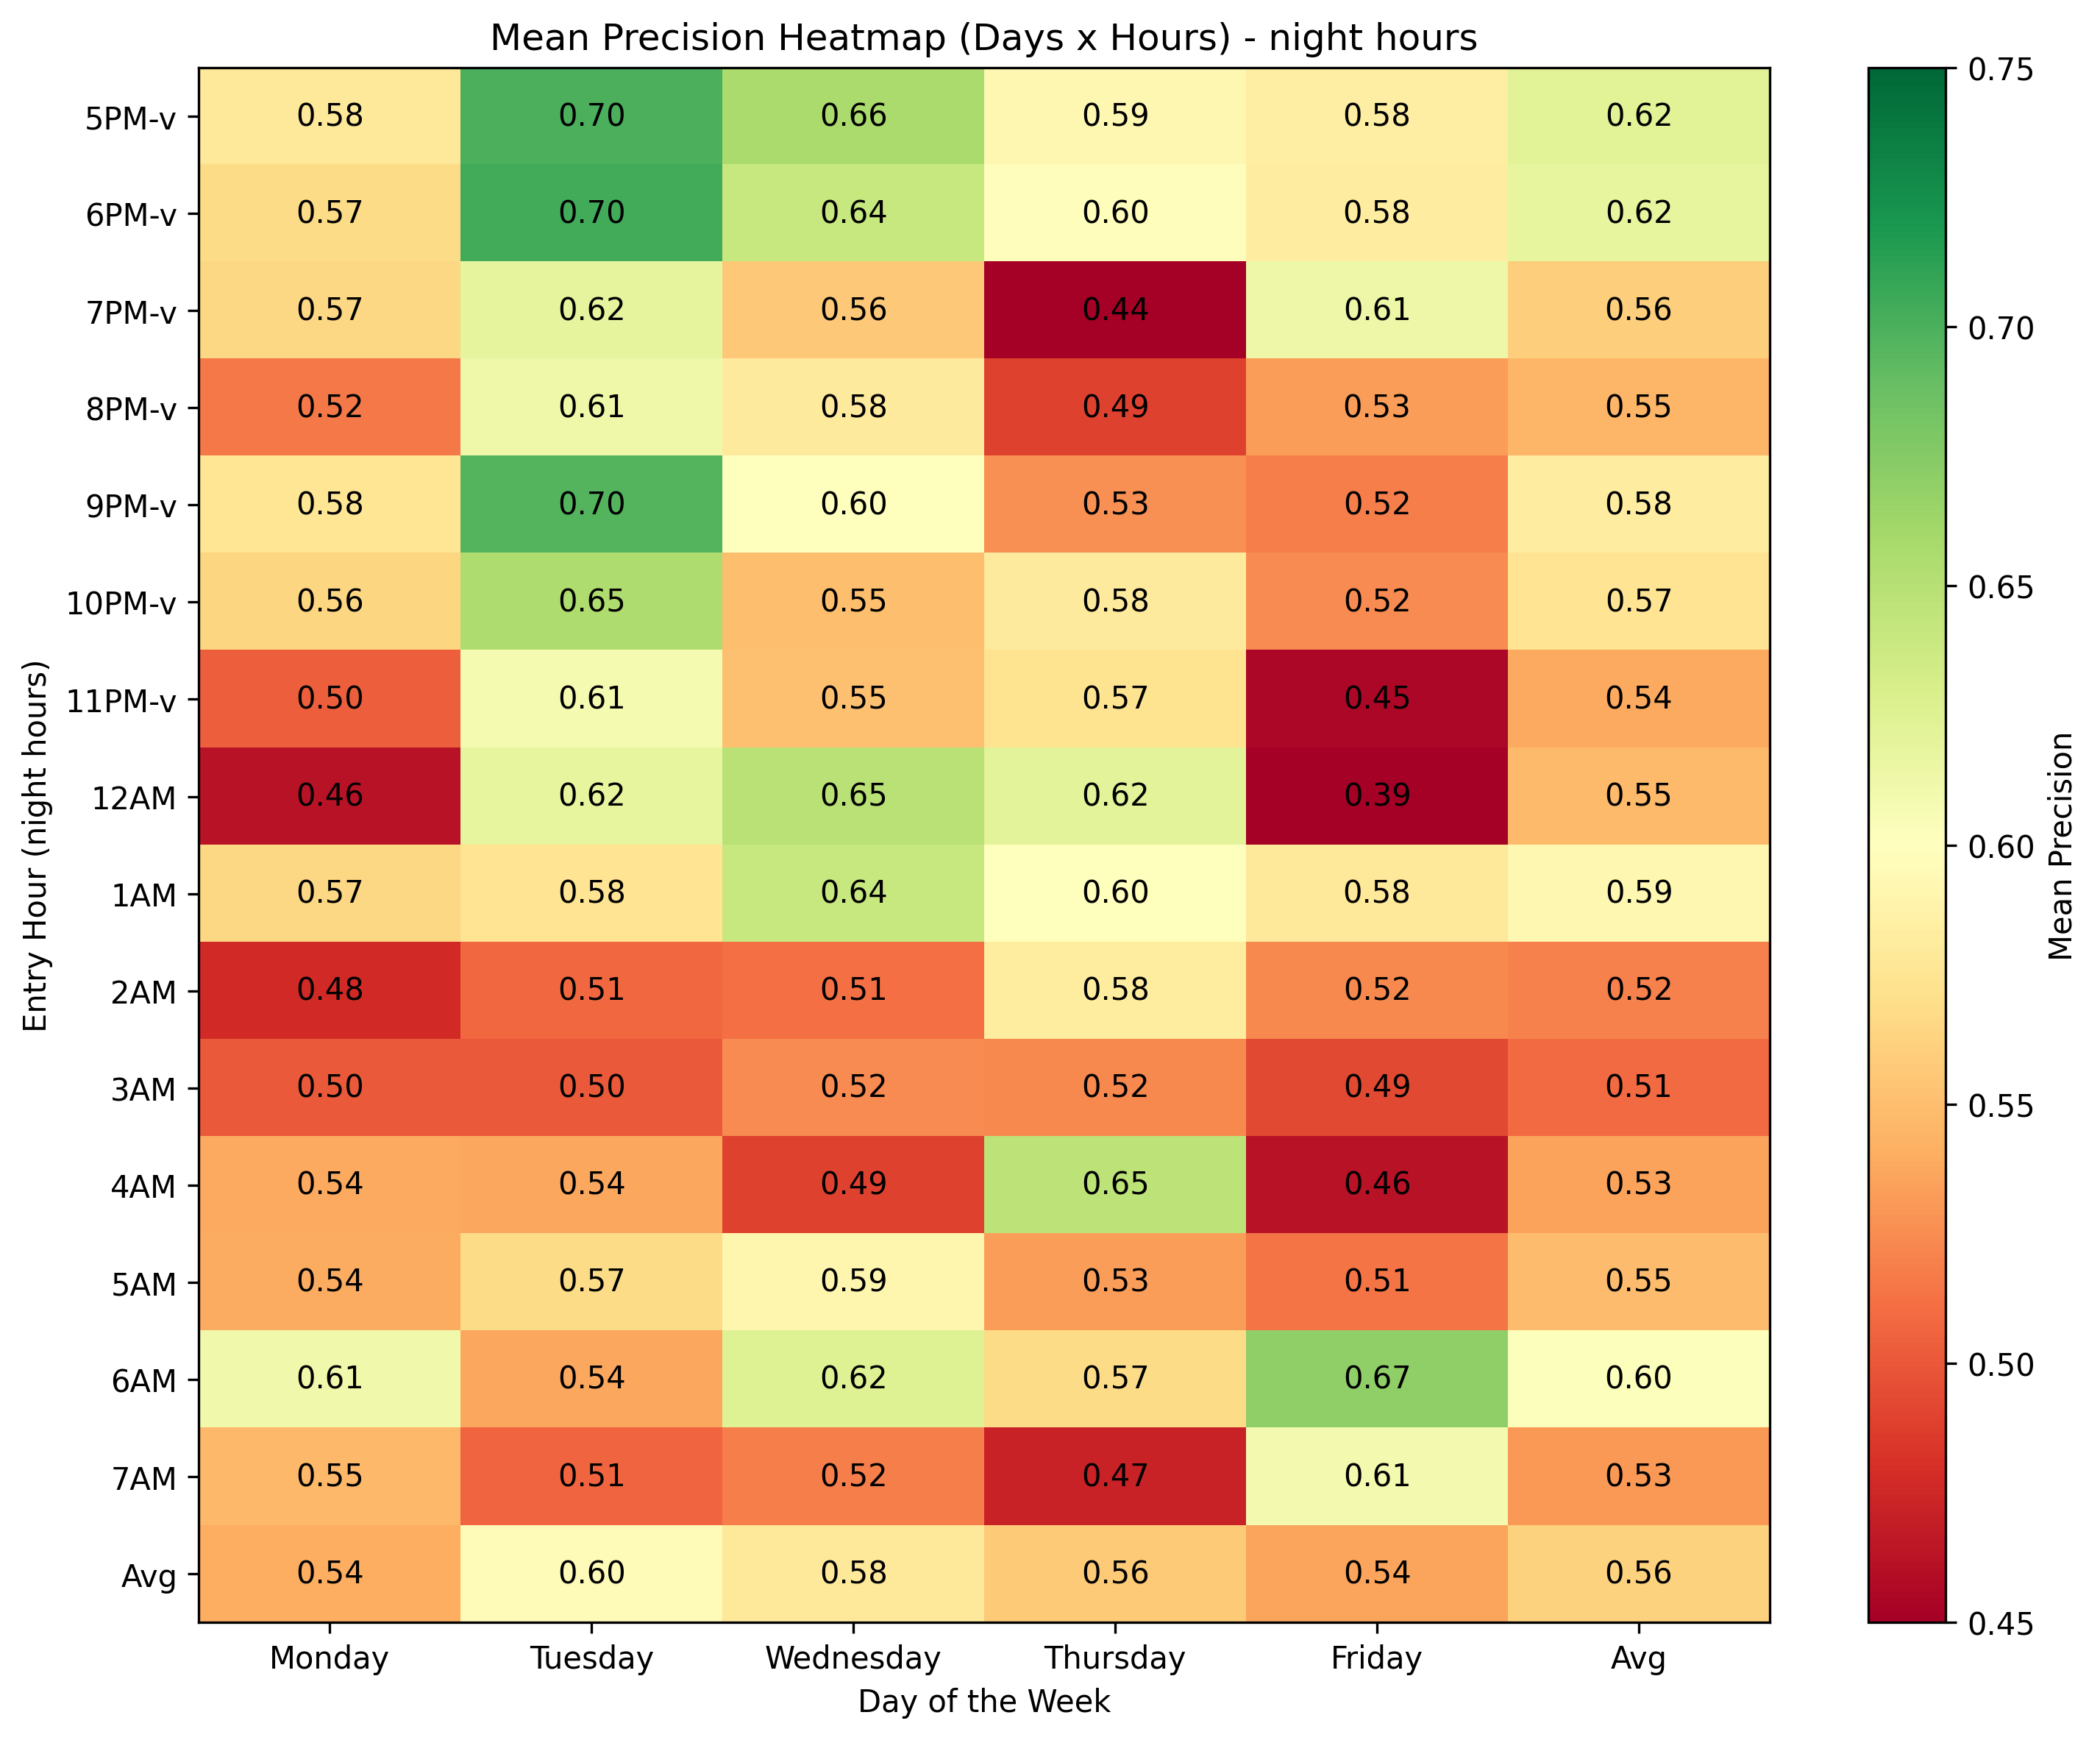 Mean Precision Heatmap (Days x Hours) - night hours
5PM-v 0.58 0.70 0.66 0.59 0.58 0.62
6PM-v 0.57 0.70 0.64 0.60 0.58 0.62
7PM-v 0.57 0.62 0.56 0.44 0.61 0.56
8PM-v 0.52 0.61 0.58 0.49 0.53 0.55
9PM-v 0.58 0.70 0.60 0.53 0.52 0.58
10PM-v 0.56 0.65 0.55 0.58 0.52 0.57
11PM-v 0.50 0.61 0.55 0.57 0.45 0.54
12AM 0.46 0.62 0.65 0.62 0.39 0.55
1AM 0.57 0.58 0.64 0.60 0.58 0.59
2AM 0.48 0.51 0.51 0.58 0.52 0.52
3AM 0.50 0.50 0.52 0.52 0.49 0.51
4AM 0.54 0.54 0.49 0.65 0.46 0.53
5AM 0.54 0.57 0.59 0.53 0.51 0.55
6AM 0.61 0.54 0.62 0.57 0.67 0.60
7AM 0.55 0.51 0.52 0.47 0.61 0.53
Avg 0.54 0.60 0.58 0.56 0.54 0.56
Monday Tuesday Wednesday Thursday Friday Avg
Day of the Week
Entry Hour (night hours)
0.75
0.70
0.65
0.60
0.55
0.50
0.45
Mean Precision